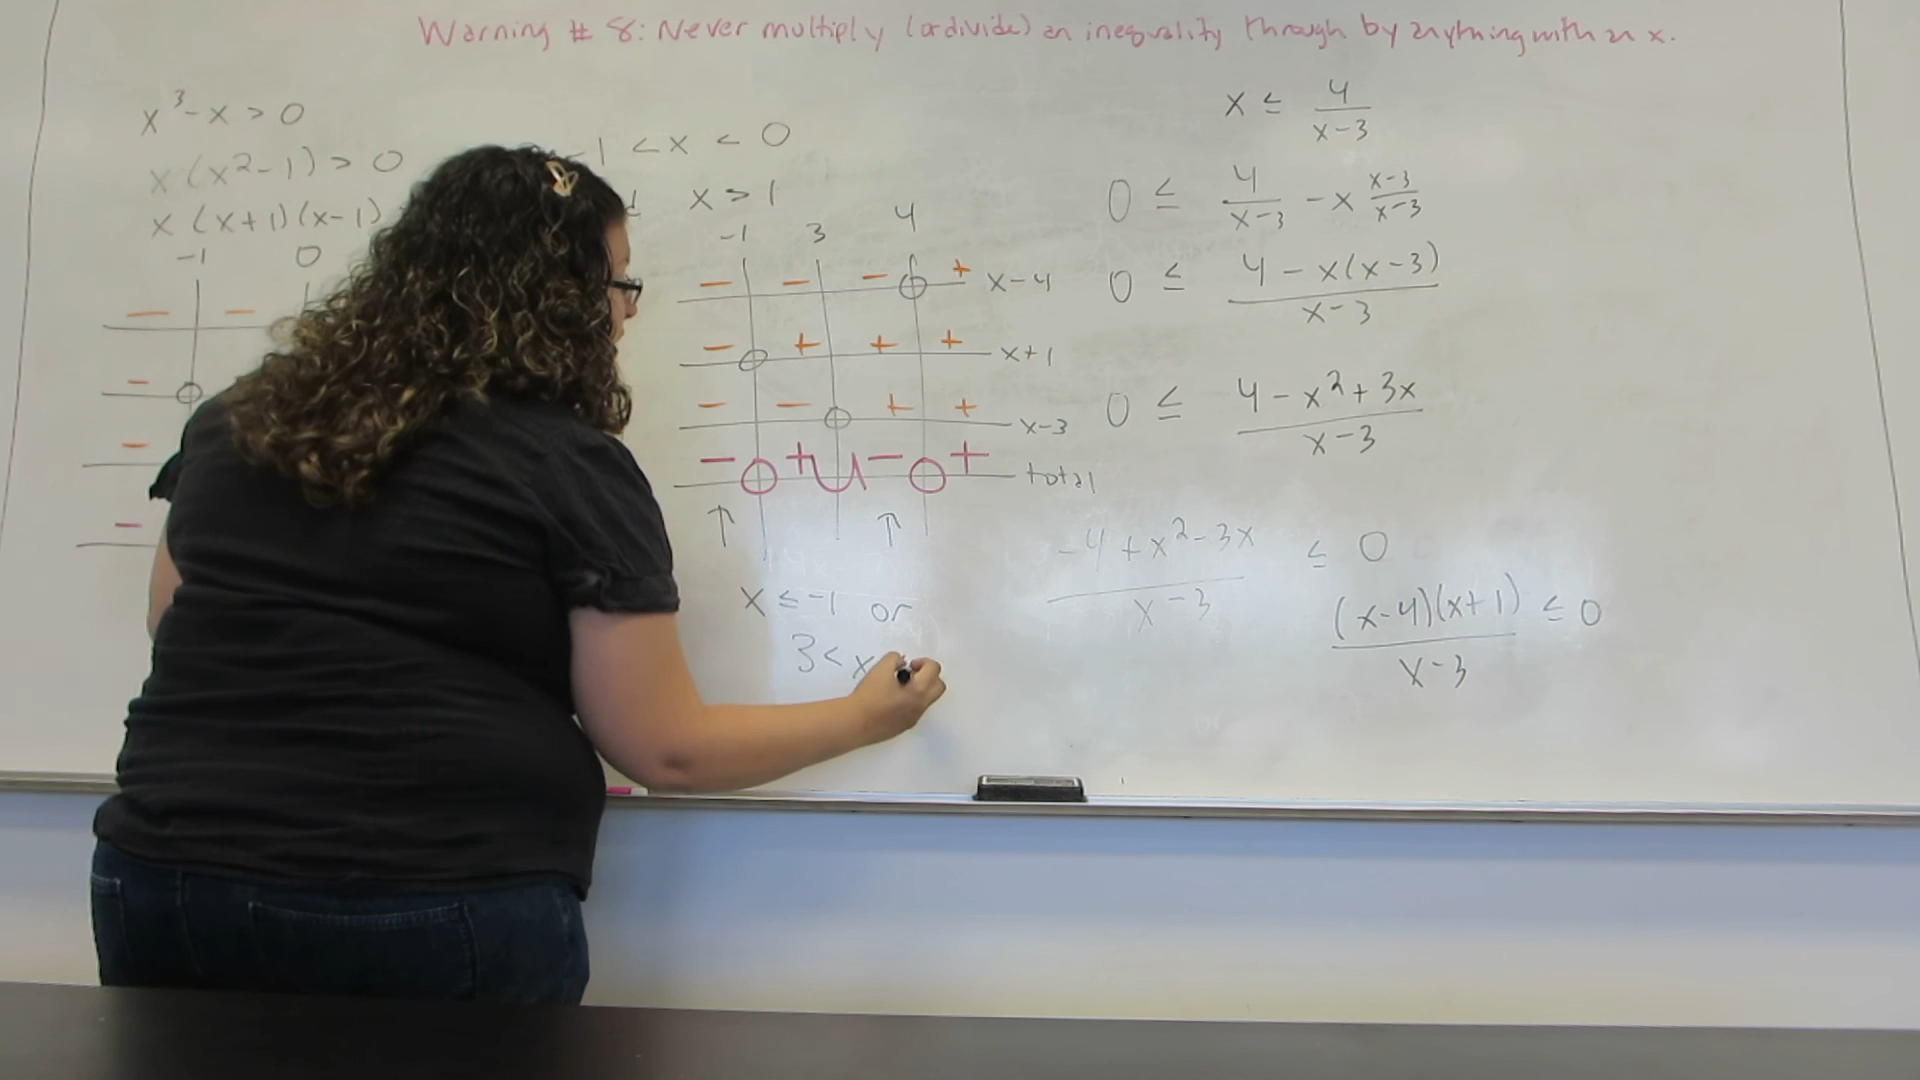 Warning # 8: Never multiply (or divide) an inequality through by anything with an x.
x³ - x > 0
x (x² - 1) > 0
x (x+1)(x-1)
-1 0
-1 < x < 0
x > 1
-1 3 4
- - - + x-4
- + + + x+1
- - + + x-3
- + - + total
↑ ↑
x ≤ -1 or
3 < x
x ≤ 4/(x-3)
0 ≤ 4/(x-3) - x (x-3)/(x-3)
0 ≤ (4 - x(x-3))/(x-3)
0 ≤ (4 - x² + 3x)/(x-3)
(-4 + x² - 3x)/(x-3) ≤ 0
(x-4)(x+1)/(x-3) ≤ 0